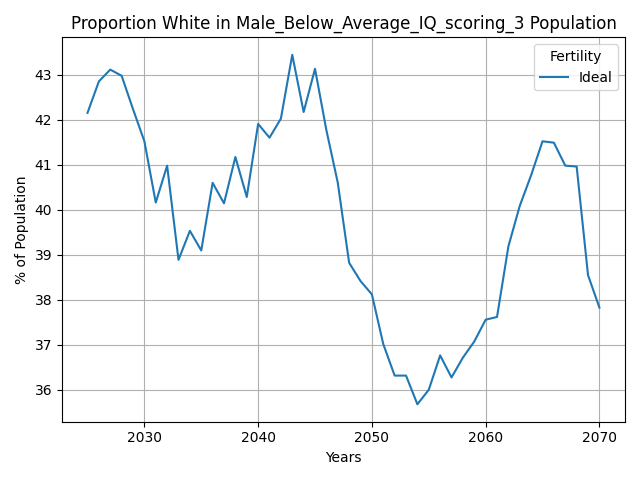 Proportion White in Male_Below_Average_IQ_scoring_3 Population
Fertility
Ideal
% of Population
43
42
41
40
39
38
37
36
2030 2040 2050 2060 2070
Years